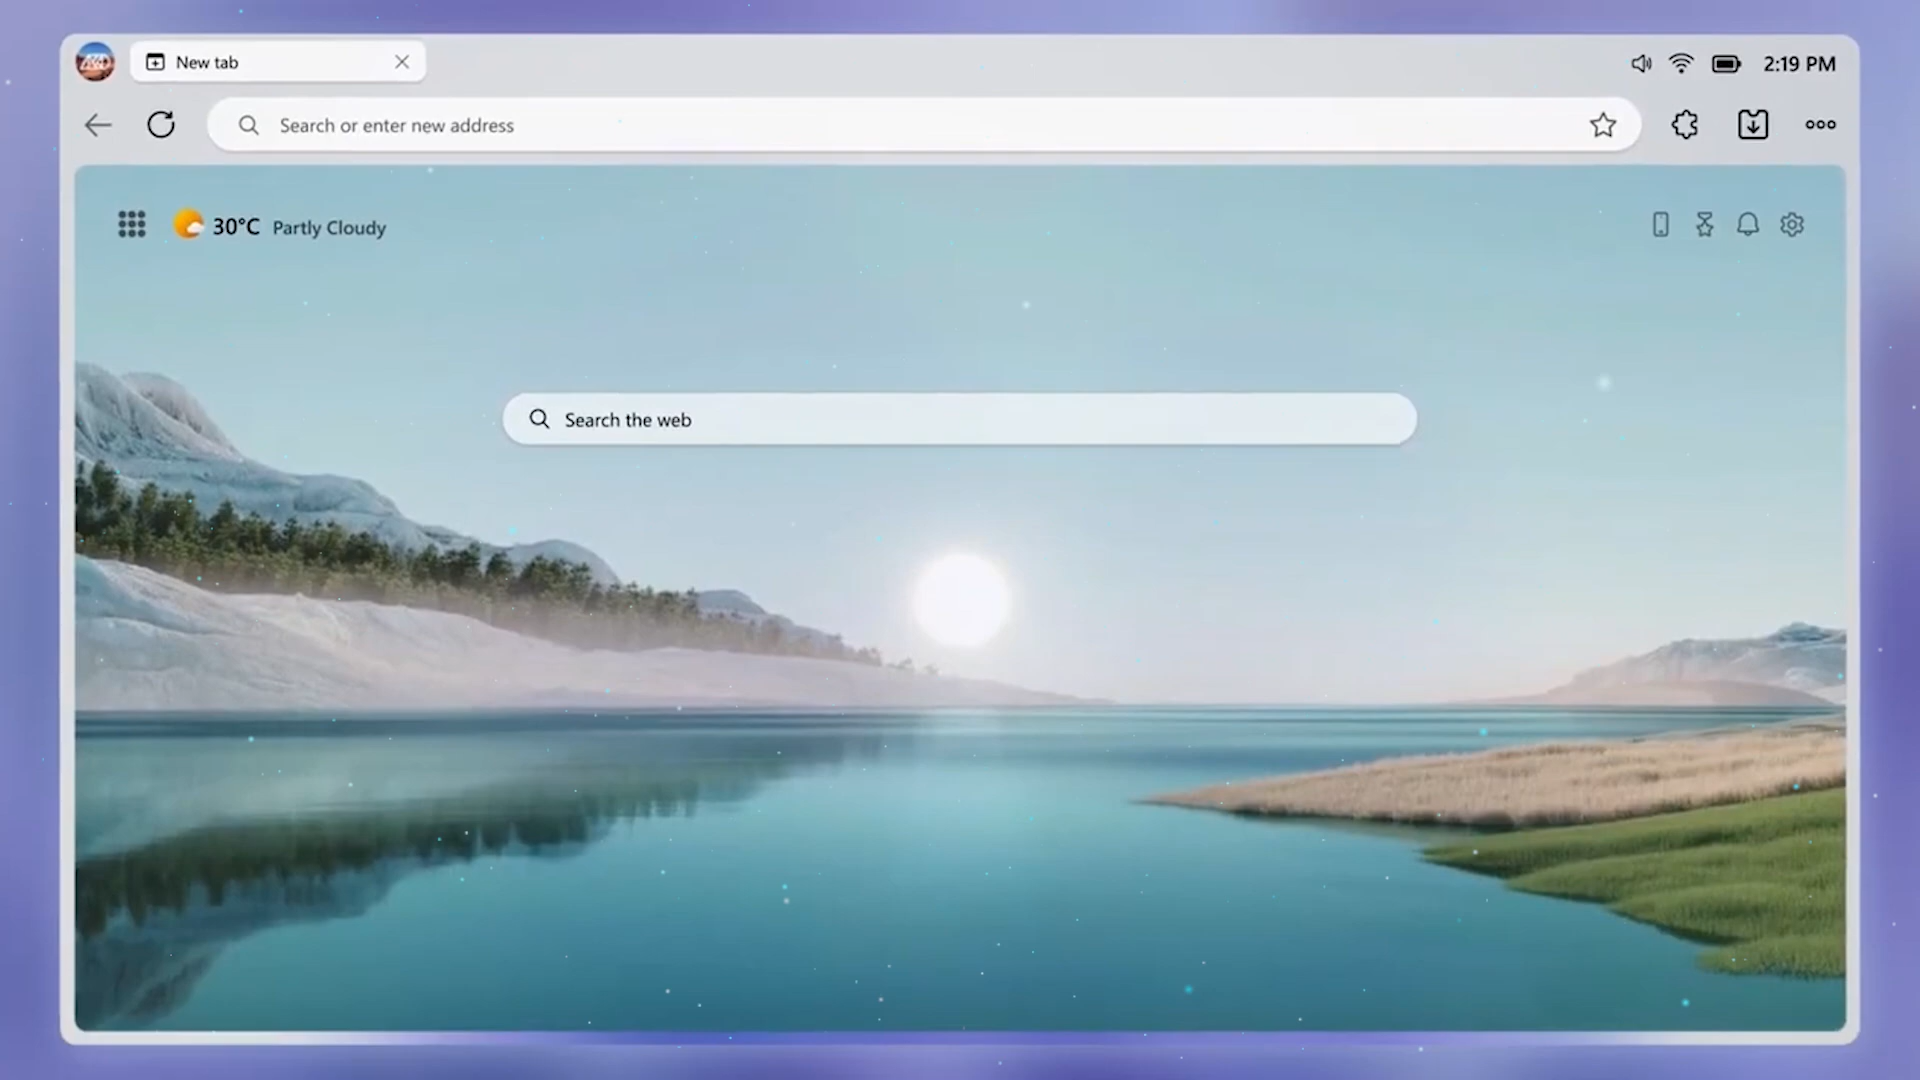 New tab
2:19 PM
Search or enter new address
30°C Partly Cloudy
Search the web